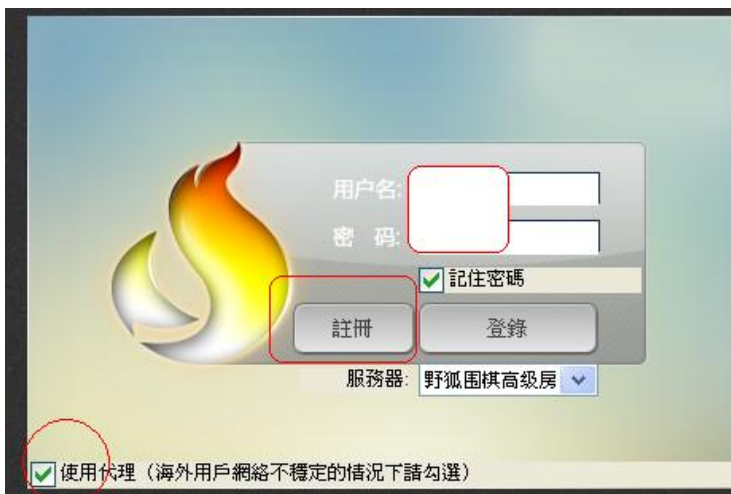 用户名:
密 码:
記住密碼
註冊 登錄
服務器: 野狐围棋高级房
使用代理（海外用戶網絡不穩定的情況下請勾選）